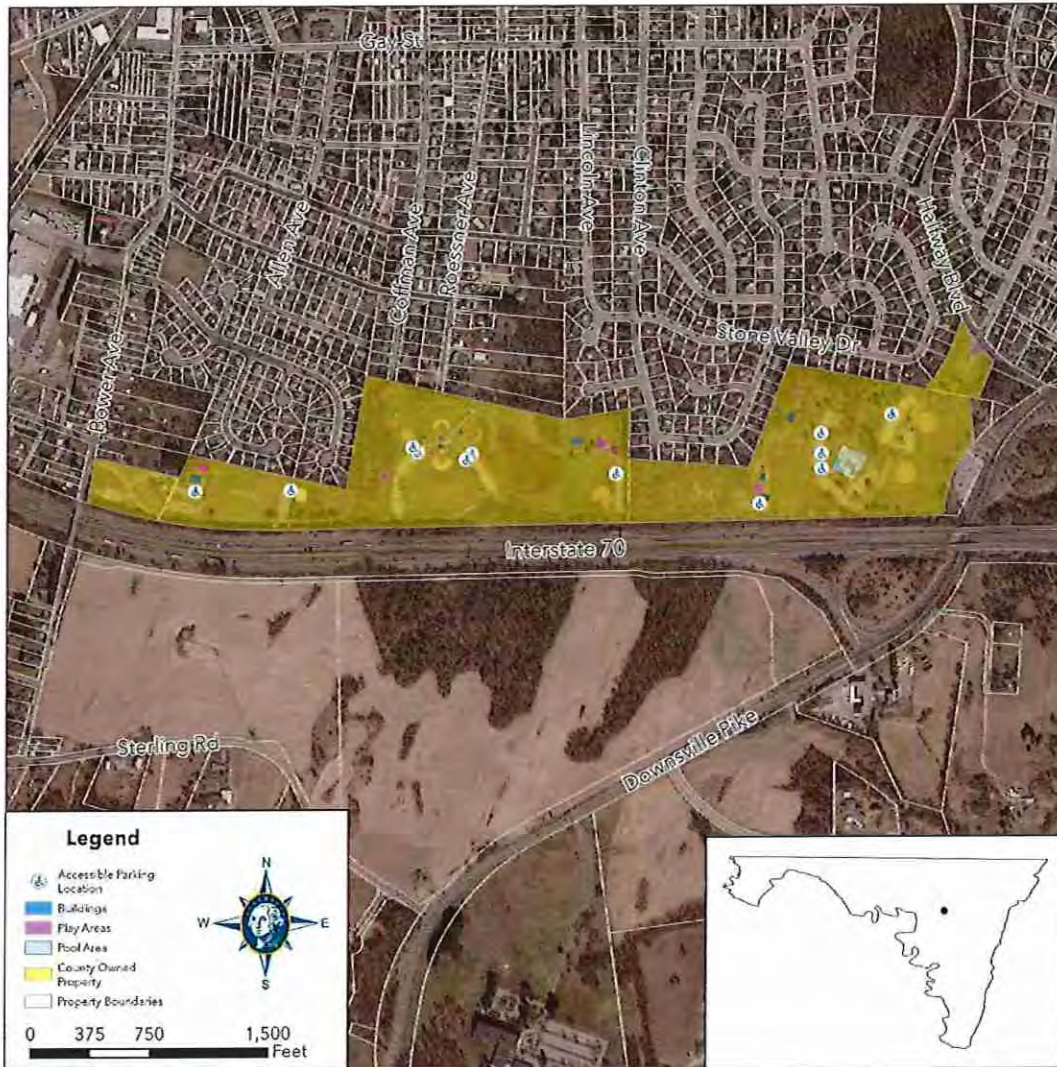 Gay St
Lincoln Ave
Clinton Ave
Halfway Blvd
Allen Ave
Coffman Ave
Roessner Ave
Stone Valley Dr
Bower Ave
Interstate 70
Sterling Rd
Downsville Pike
Legend
Accessible Parking
Location
Buildings
Play Areas
Pool Area
County Owned
Property
Property Boundaries
N
W
E
S
0 375 750 1,500
Feet